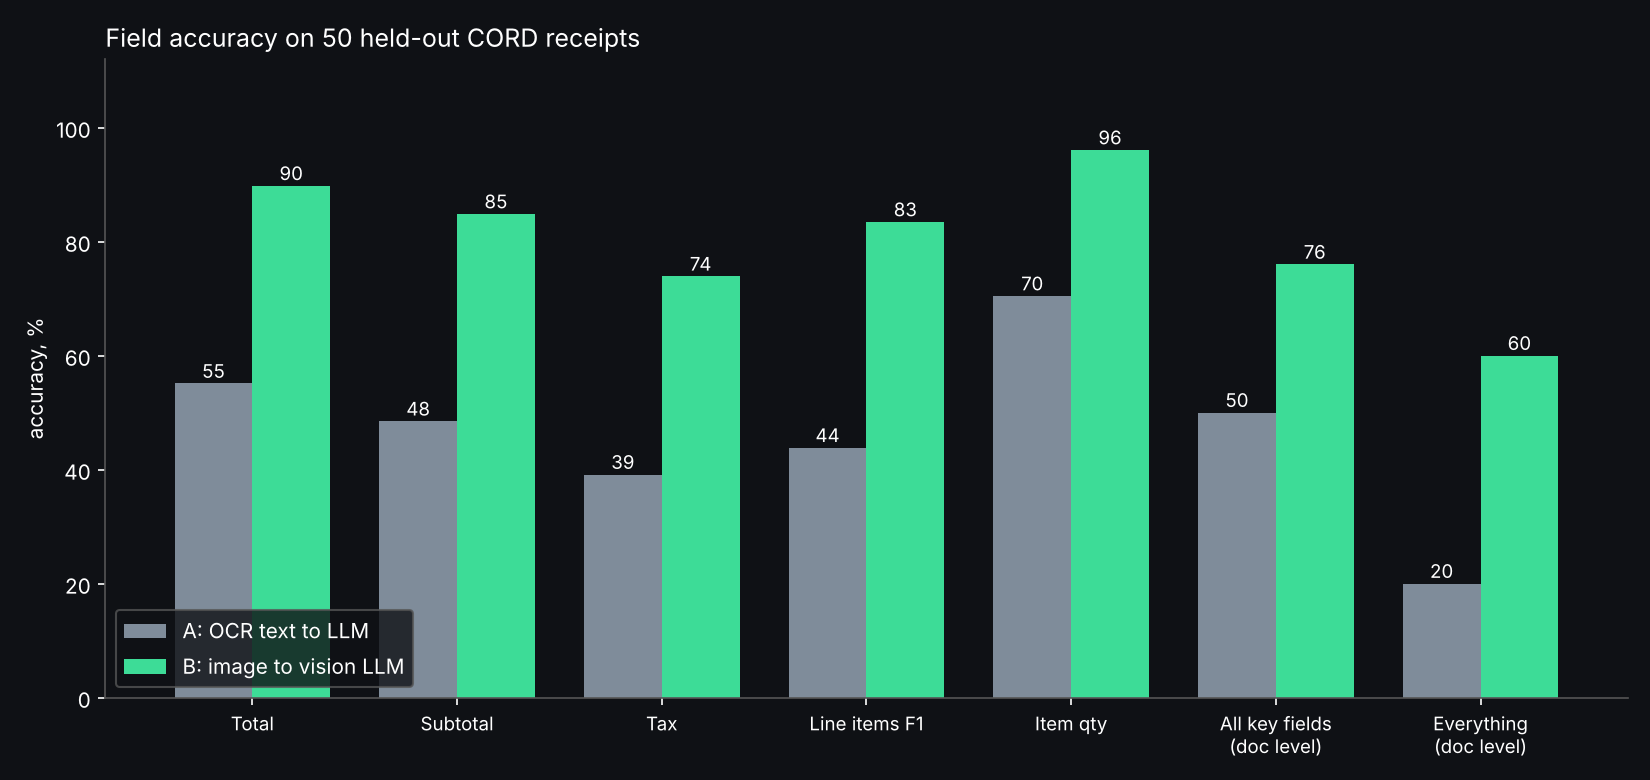 Field accuracy on 50 held-out CORD receipts
accuracy, %
100
80
60
40
20
0
55
90
48
85
39
74
44
83
70
96
50
76
20
60
A: OCR text to LLM
B: image to vision LLM
Total
Subtotal
Tax
Line items F1
Item qty
All key fields
(doc level)
Everything
(doc level)